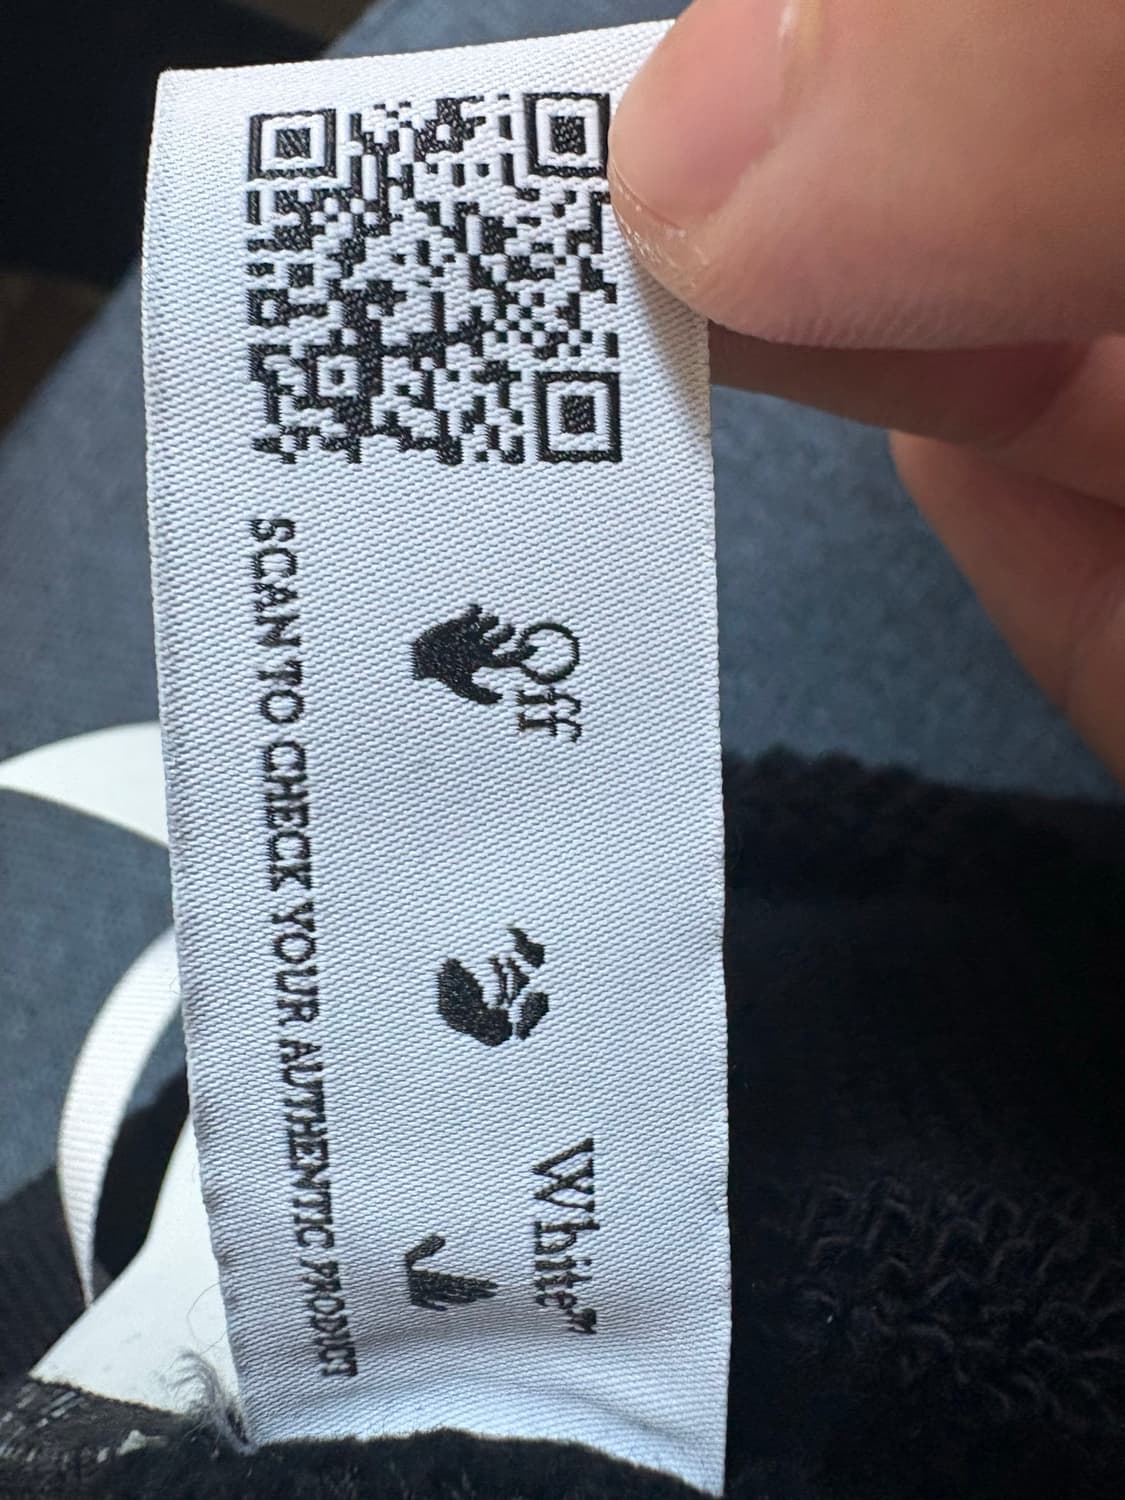 Off
White™
SCAN TO CHECK YOUR AUTHENTIC PRODUCT